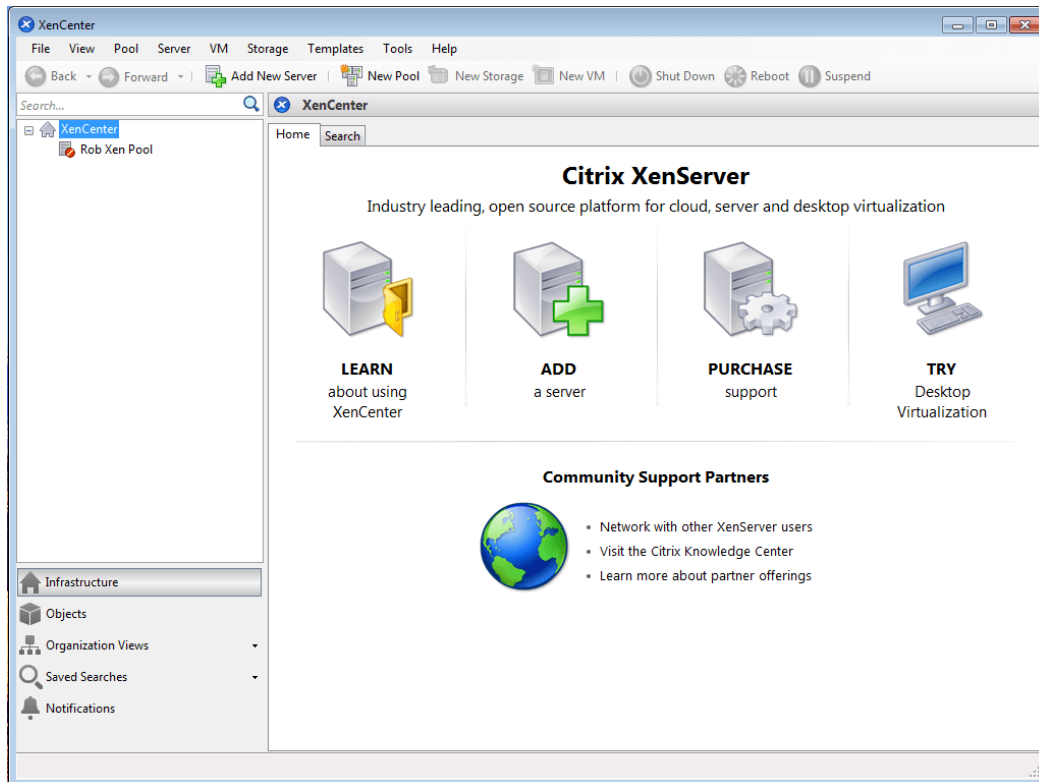 XenCenter
File View Pool Server VM Storage Templates Tools Help
Back Forward Add New Server New Pool New Storage New VM Shut Down Reboot Suspend
Search...
XenCenter
Rob Xen Pool
Infrastructure
Objects
Organization Views
Saved Searches
Notifications
XenCenter
Home Search
Citrix XenServer
Industry leading, open source platform for cloud, server and desktop virtualization
LEARN
about using
XenCenter
ADD
a server
PURCHASE
support
TRY
Desktop
Virtualization
Community Support Partners
Network with other XenServer users
Visit the Citrix Knowledge Center
Learn more about partner offerings